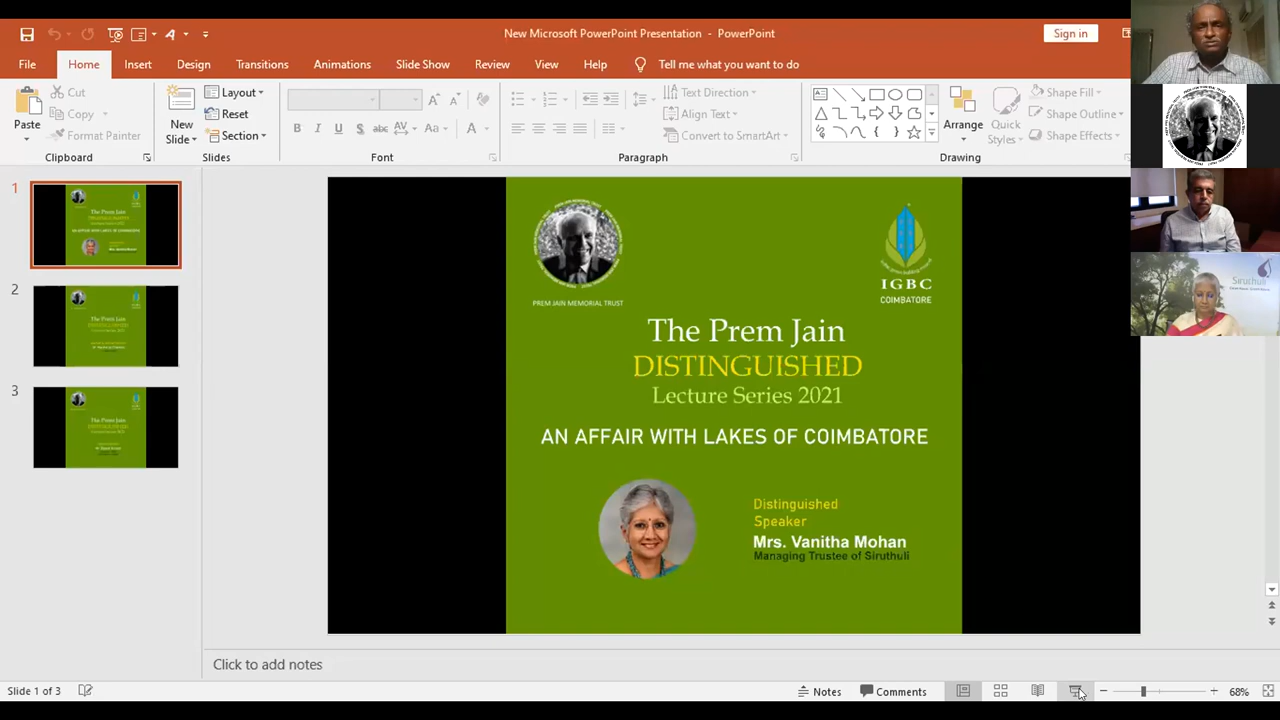 New Microsoft PowerPoint Presentation - PowerPoint
Sign in
File Home Insert Design Transitions Animations Slide Show Review View Help Tell me what you want to do
Paste
Cut
Copy
Format Painter
Clipboard
New Slide
Layout
Reset
Section
Slides
Font
Text Direction
Align Text
Convert to SmartArt
Paragraph
Arrange
Quick Styles
Shape Fill
Shape Outline
Shape Effects
Drawing
1
2
3
PREM JAIN MEMORIAL TRUST
IGBC
COIMBATORE
The Prem Jain
DISTINGUISHED
Lecture Series 2021
AN AFFAIR WITH LAKES OF COIMBATORE
Distinguished
Speaker
Mrs. Vanitha Mohan
Managing Trustee of Siruthuli
Siruthuli
Click to add notes
Slide 1 of 3
Notes
Comments
68%